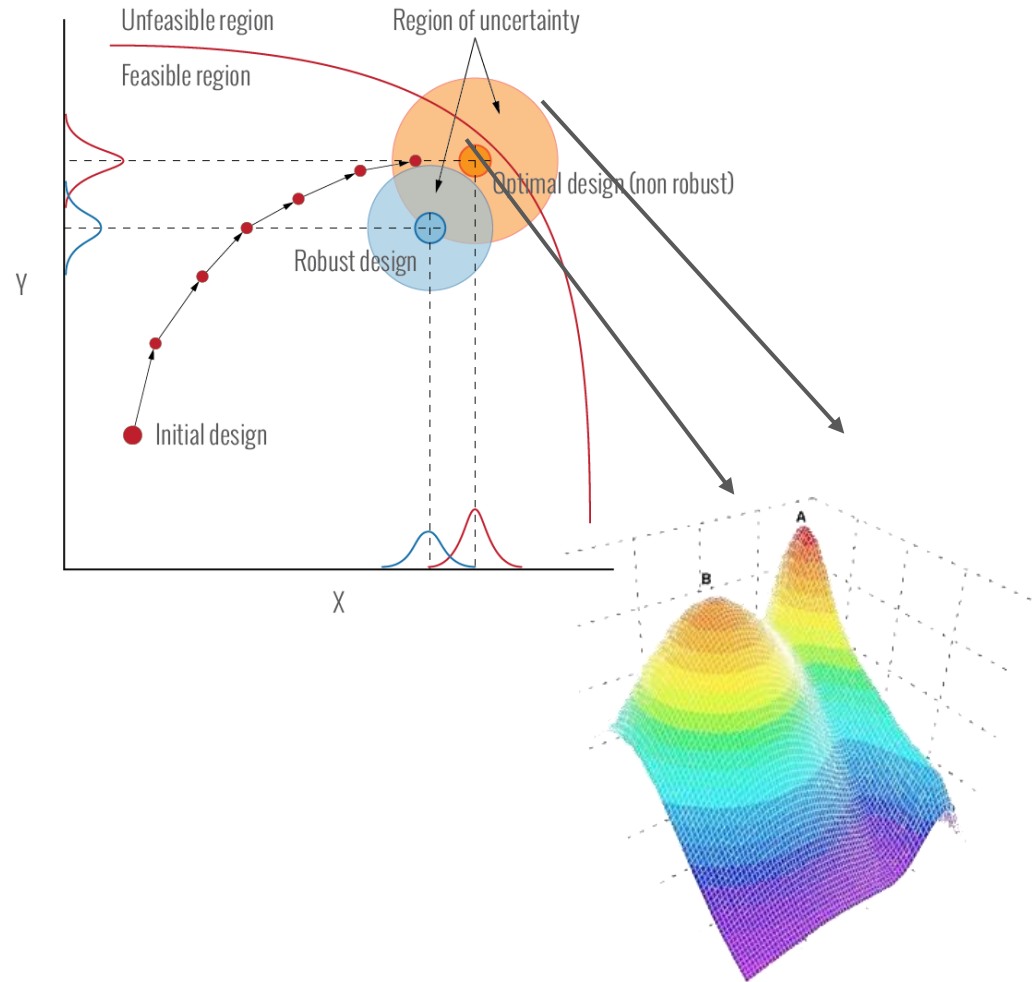 Unfeasible region
Region of uncertainty
Feasible region
Optimal design (non robust)
Robust design
Y
Initial design
A
B
X